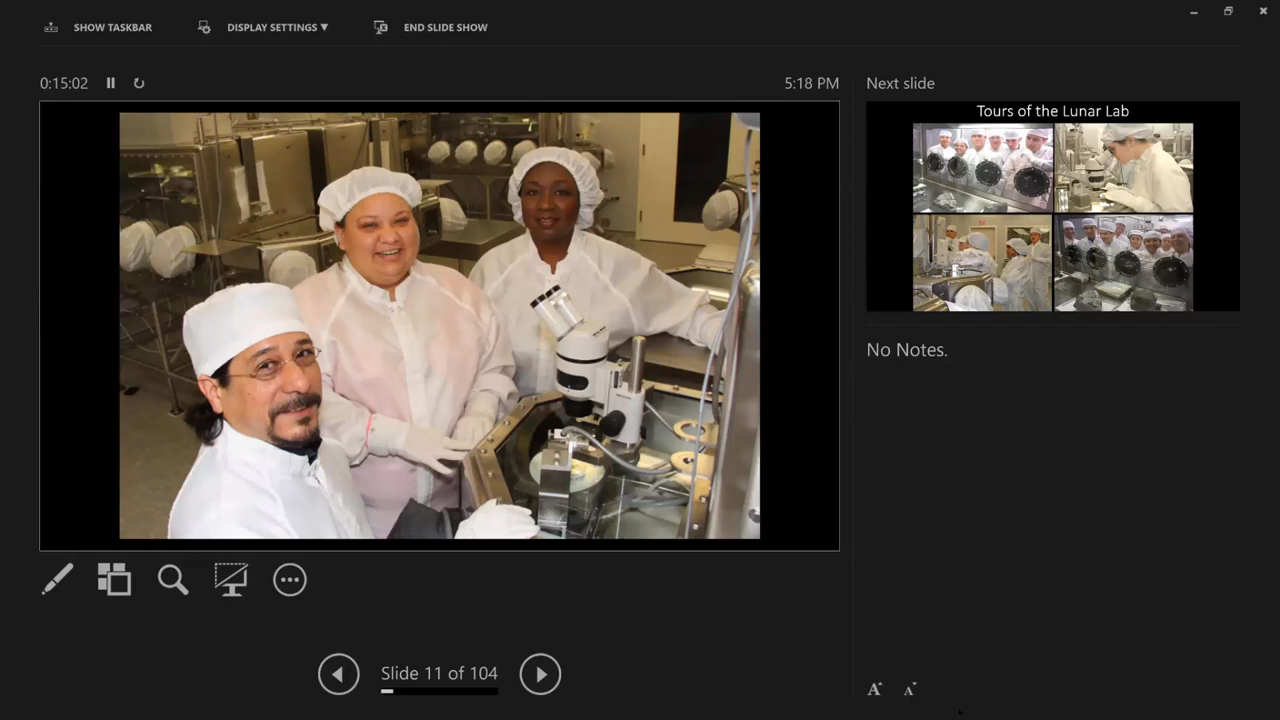 SHOW TASKBAR
DISPLAY SETTINGS ▼
END SLIDE SHOW
0:15:02
5:18 PM
Next slide
Tours of the Lunar Lab
No Notes.
Slide 11 of 104
A A